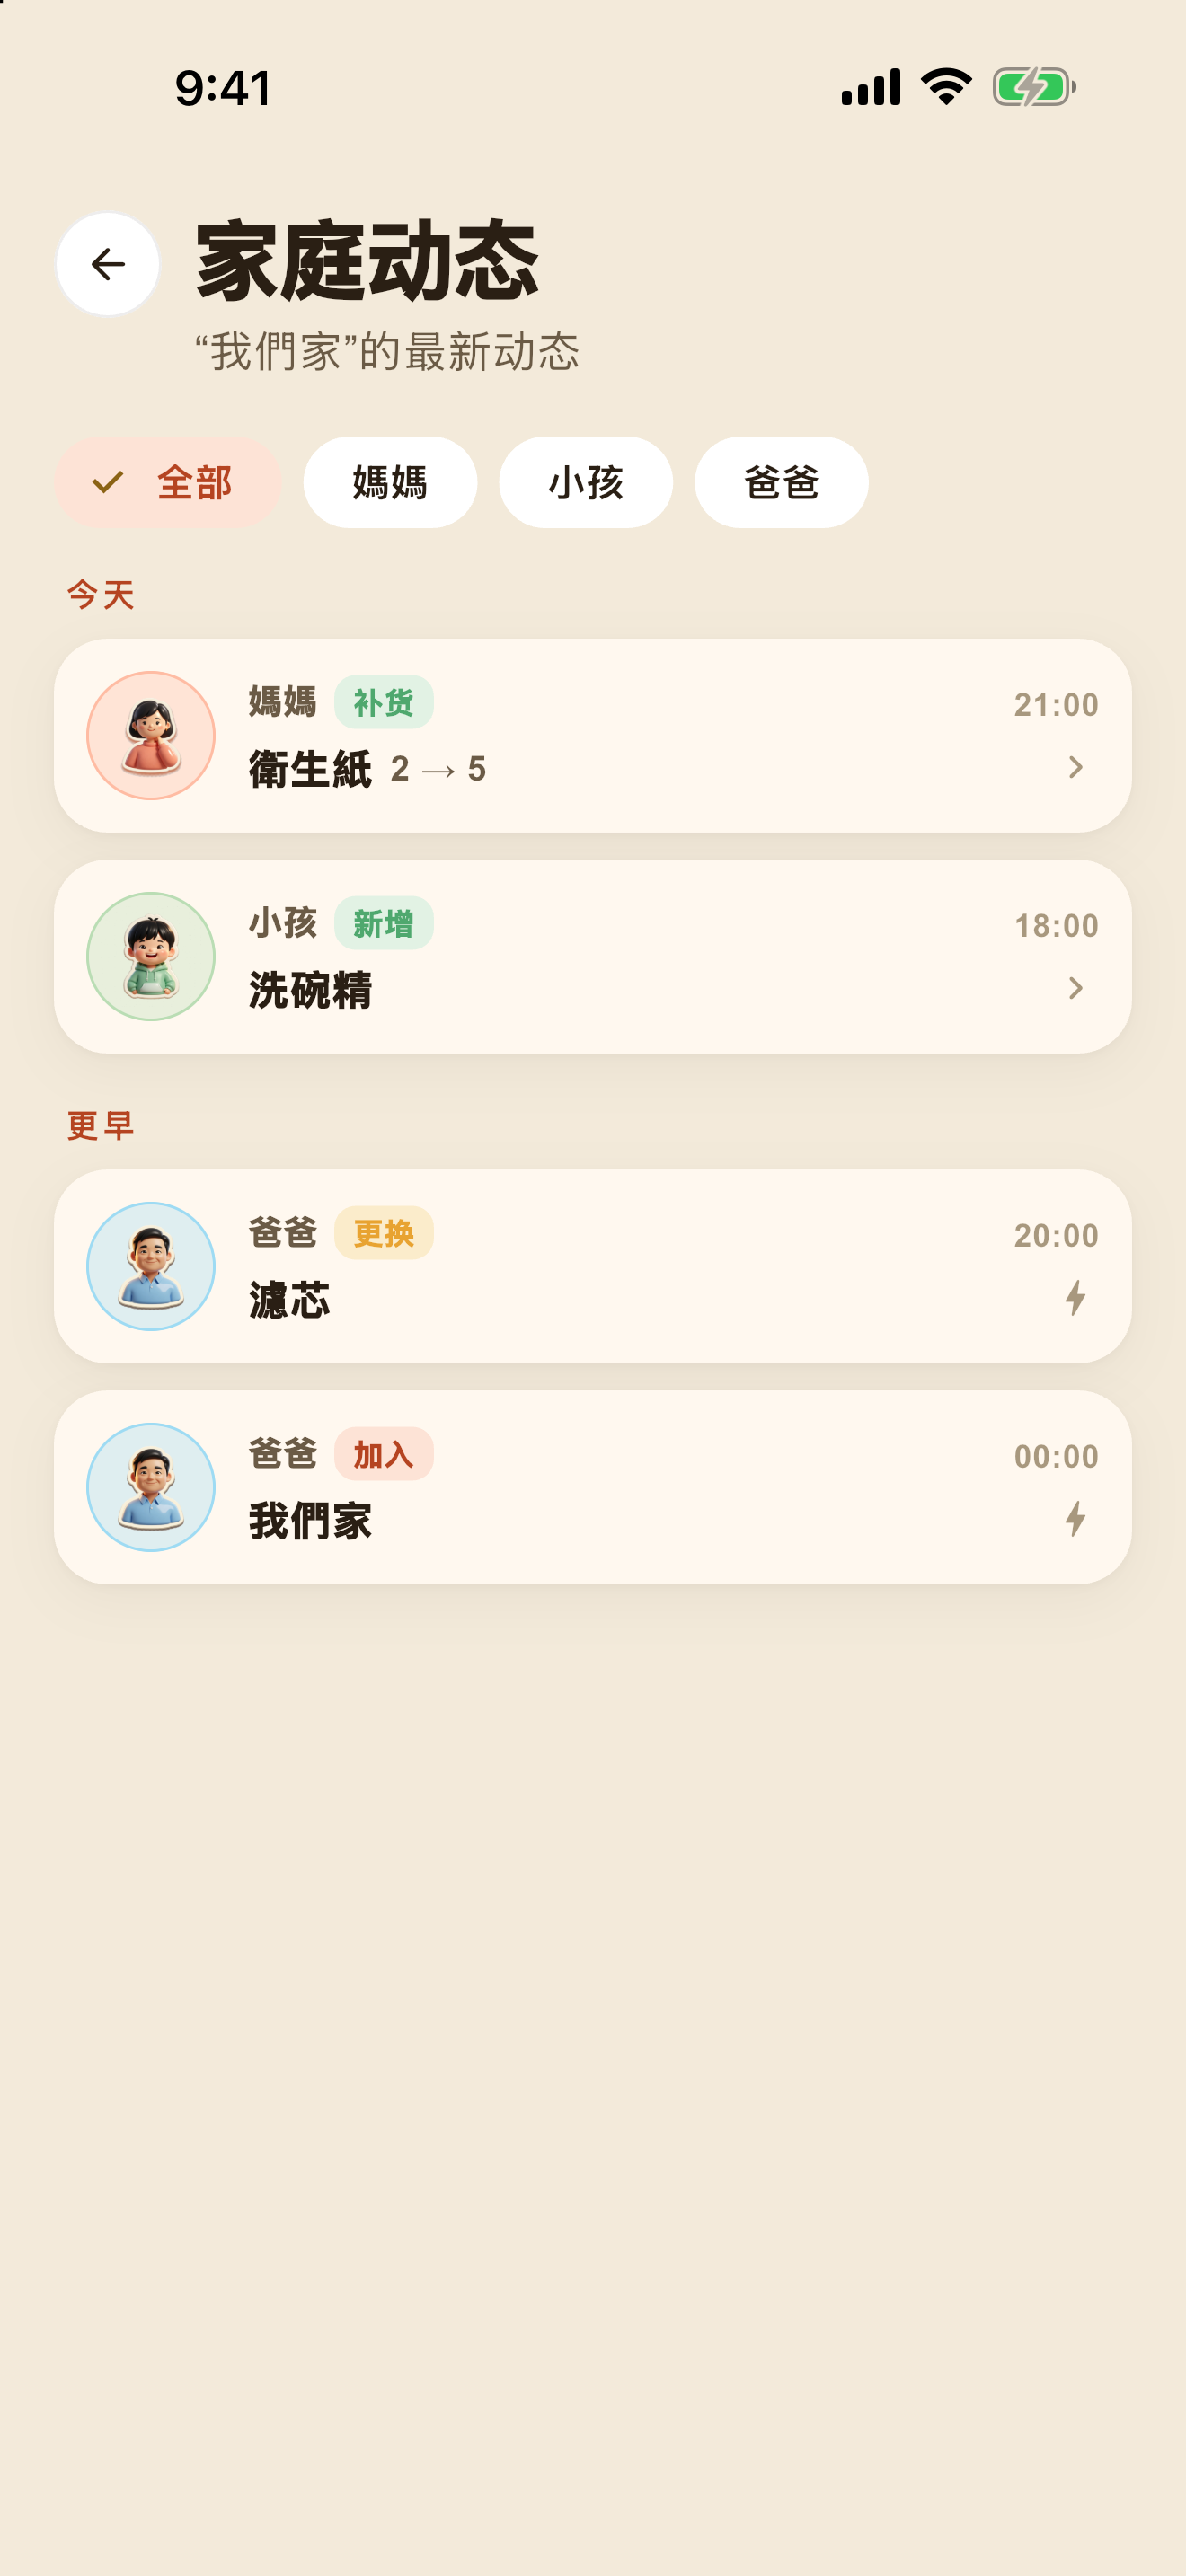 9:41
家庭动态
“我們家”的最新动态
全部 媽媽 小孩 爸爸
今天
媽媽 补货 21:00
衛生紙 2 → 5
小孩 新增 18:00
洗碗精
更早
爸爸 更换 20:00
濾芯
爸爸 加入 00:00
我們家